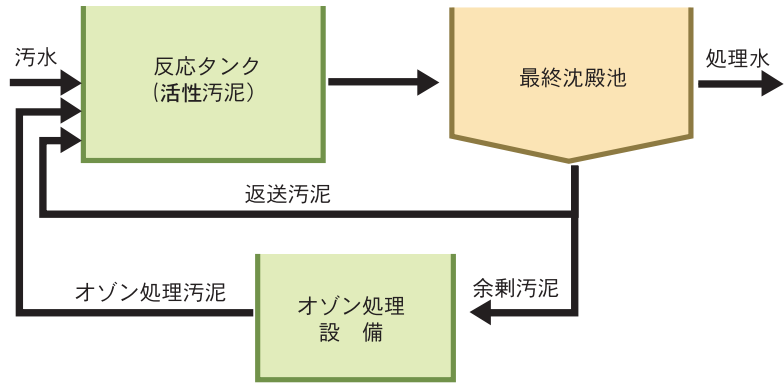 汚水
反応タンク
(活性汚泥)
最終沈殿池
処理水
返送汚泥
オゾン処理汚泥
オゾン処理
設　備
余剰汚泥